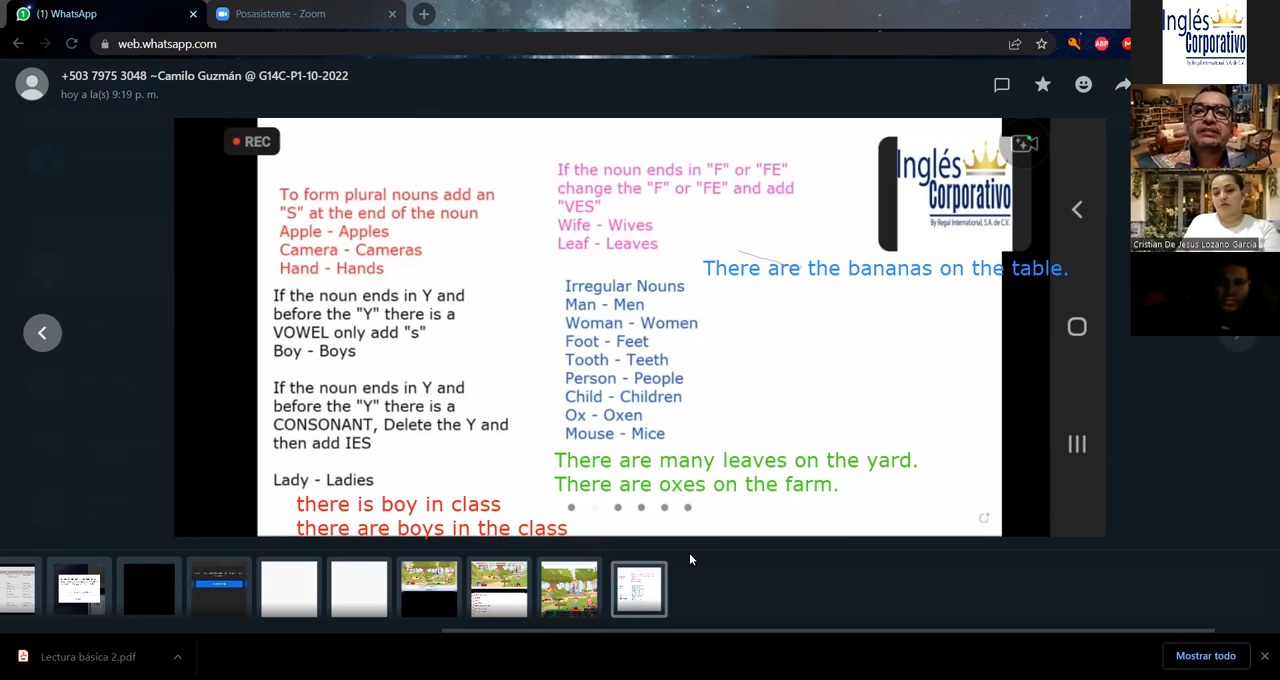 (1) WhatsApp
Posasistente - Zoom
web.whatsapp.com
ABP
+503 7975 3048 ~Camilo Guzmán @ G14C-P1-10-2022
hoy a la(s) 9:19 p. m.
REC
To form plural nouns add an
"S" at the end of the noun
Apple - Apples
Camera - Cameras
Hand - Hands
If the noun ends in Y and
before the "Y" there is a
VOWEL only add "s"
Boy - Boys
If the noun ends in Y and
before the "Y" there is a
CONSONANT, Delete the Y and
then add IES
Lady - Ladies
there is boy in class
there are boys in the class
If the noun ends in "F" or "FE"
change the "F" or "FE" and add
"VES"
Wife - Wives
Leaf - Leaves
Irregular Nouns
Man - Men
Woman - Women
Foot - Feet
Tooth - Teeth
Person - People
Child - Children
Ox - Oxen
Mouse - Mice
There are many leaves on the yard.
There are oxes on the farm.
There are the bananas on the table.
Inglés
Corporativo
By Regal International, S.A. de C.V.
Inglés
Corporativo
By Regal International, S.A. de C.V.
Cristian De Jesus Lozano Garcia
Lectura básica 2.pdf
Mostrar todo